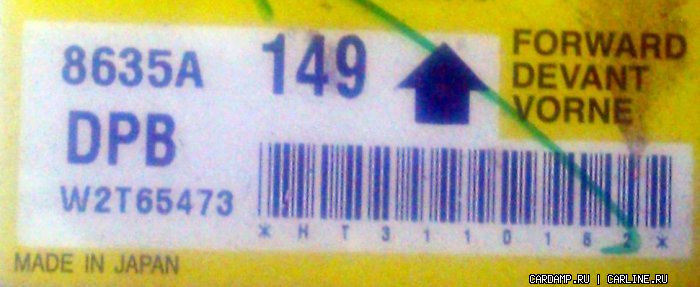 8635A 149
FORWARD
DEVANT
VORNE
DPB
W2T65473
*HT3110182*
MADE IN JAPAN
CARDAMP.RU | CARLINE.RU